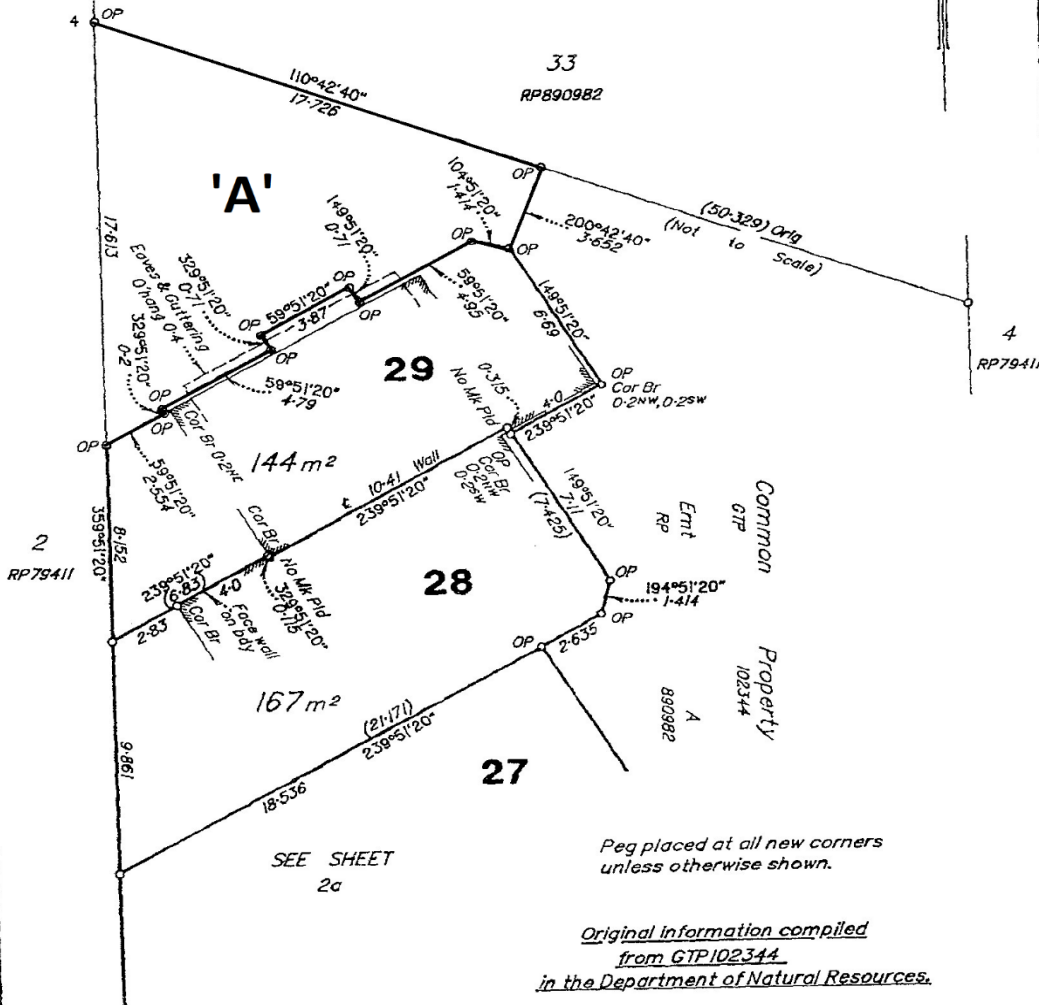 4 OP
33
RP890982
110°42'40"
17·726
'A'
OP
104°51'20"
1·414
200°42'40"
3·652
(50·329) Orig
(Not to Scale)
4
RP79411
17·613
149°51'20"
0·71
329°51'20"
0·71
Eaves & Guttering
O'hang 0·4
329°51'20"
0·2
OP
59°51'20"
3·87
OP
OP
OP
59°51'20"
4·95
149°51'20"
6·69
OP
OP
OP
59°51'20"
4·79
29
No Mk Pld
0·315
4·0
239°51'20"
OP
Cor Br
0·2NW, 0·2SW
OP
Cor Br 0·2NE
59°51'20"
2·554
144m²
10·41 Wall
℄ 239°51'20"
OP
Cor Br
0·2NW
0·2SW
149°51'20"
7·11
(7·425)
Common
GTP
Emt
RP
2
RP79411
8·152
359°51'20"
239°51'20"
(6·83)
4·0
2·83
Cor Br
Cor Br
Face wall
on bdy
No Mk Pld
329°51'20"
0·115
28
OP
194°51'20"
1·414
OP
OP
2·635
167m²
Property
102344
A
890982
(21·171)
239°51'20"
18·536
9·861
27
SEE SHEET
2a
Peg placed at all new corners
unless otherwise shown.
Original information compiled
from GTP102344
in the Department of Natural Resources.